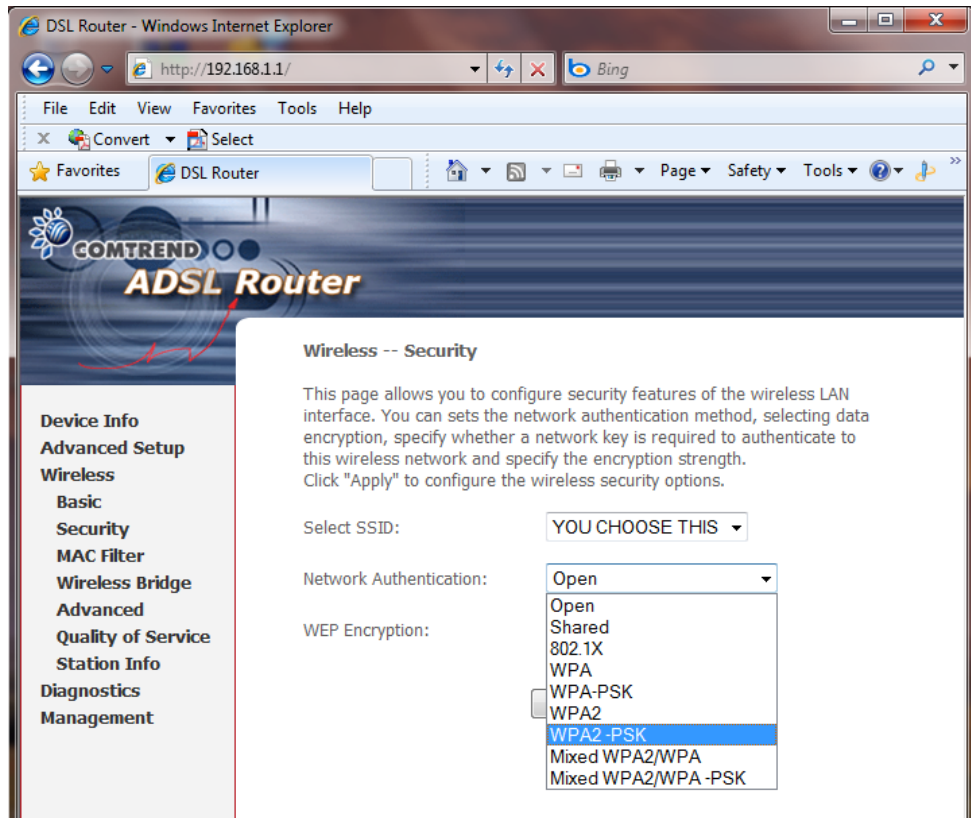 DSL Router - Windows Internet Explorer
http://192.168.1.1/
Bing
File Edit View Favorites Tools Help
x Convert Select
Favorites DSL Router Page Safety Tools
COMTREND
ADSL Router
Device Info
Advanced Setup
Wireless
Basic
Security
MAC Filter
Wireless Bridge
Advanced
Quality of Service
Station Info
Diagnostics
Management
Wireless -- Security
This page allows you to configure security features of the wireless LAN
interface. You can sets the network authentication method, selecting data
encryption, specify whether a network key is required to authenticate to
this wireless network and specify the encryption strength.
Click "Apply" to configure the wireless security options.
Select SSID: YOU CHOOSE THIS
Network Authentication: Open
WEP Encryption:
Open
Shared
802.1X
WPA
WPA-PSK
WPA2
WPA2 -PSK
Mixed WPA2/WPA
Mixed WPA2/WPA -PSK